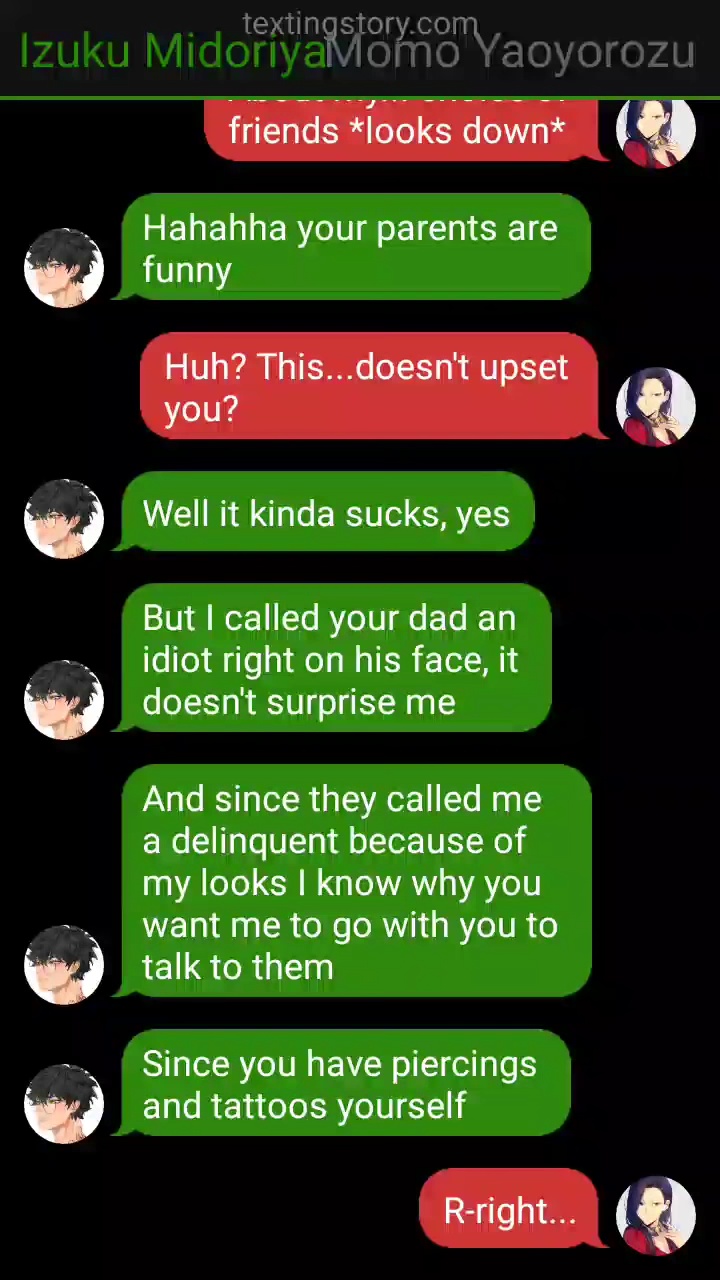 textingstory.com
Izuku Midoriya
Momo Yaoyorozu
friends *looks down*
Hahahha your parents are
funny
Huh? This...doesn't upset
you?
Well it kinda sucks, yes
But I called your dad an
idiot right on his face, it
doesn't surprise me
And since they called me
a delinquent because of
my looks I know why you
want me to go with you to
talk to them
Since you have piercings
and tattoos yourself
R-right...